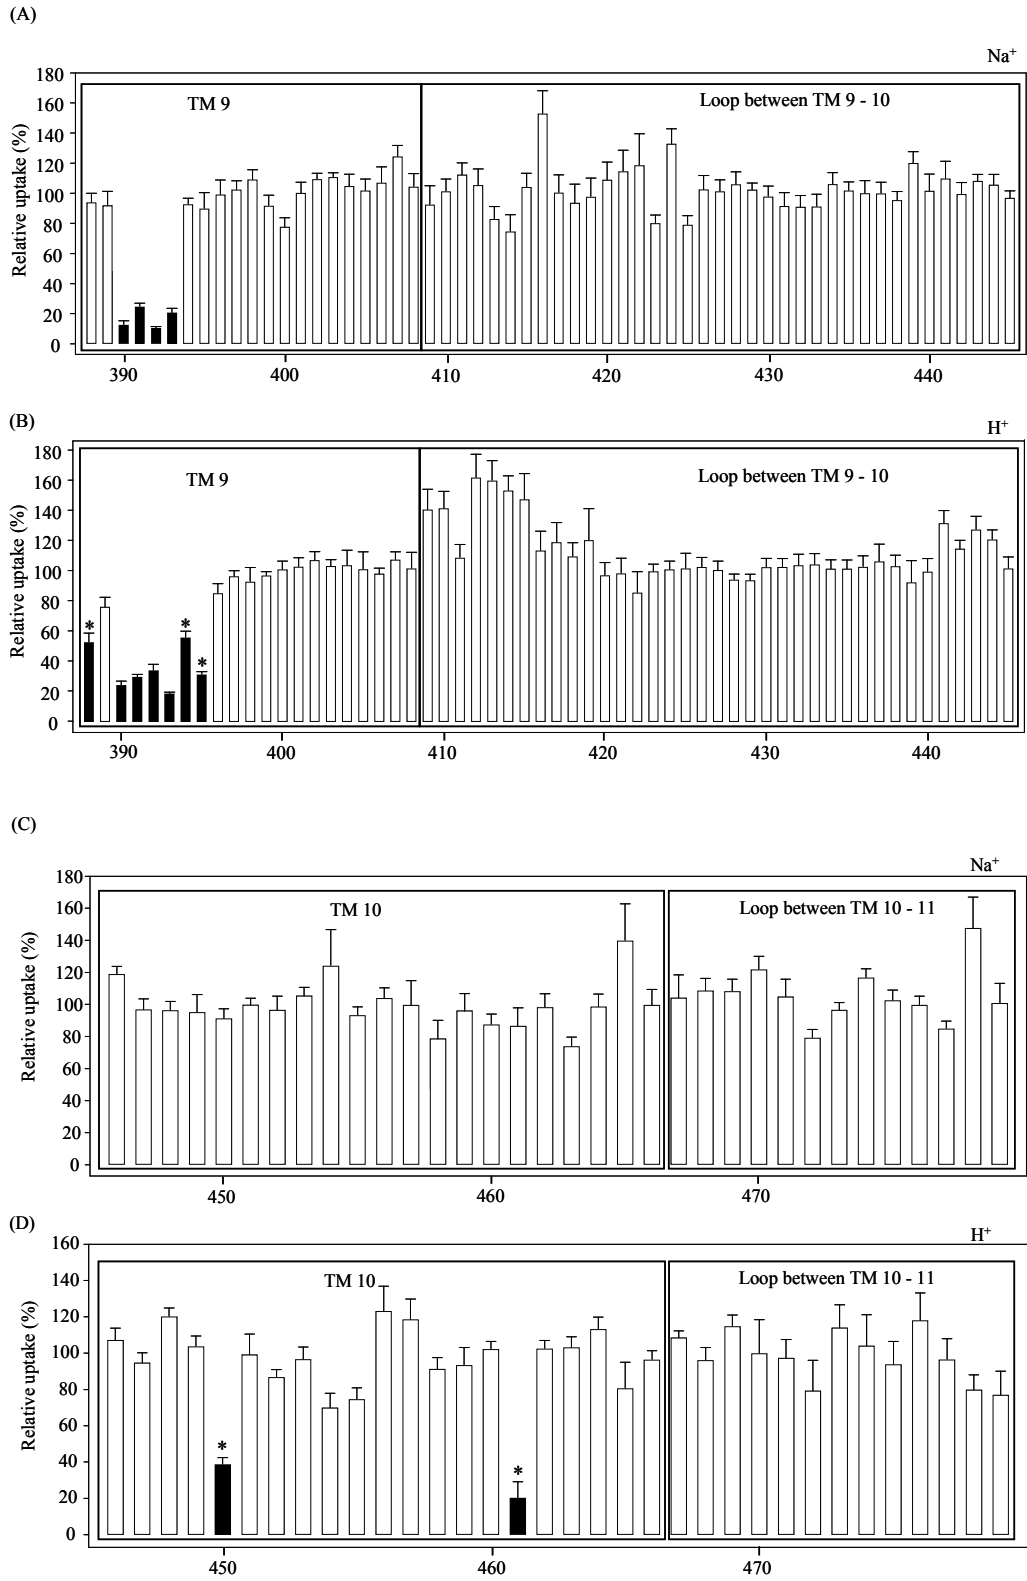 (A)
Na+
180
160
140
120
100
80
60
40
20
0
Relative uptake (%)
TM 9
Loop between TM 9 - 10
390 400 410 420 430 440
(B)
H+
180
160
140
120
100
80
60
40
20
0
Relative uptake (%)
TM 9
Loop between TM 9 - 10
* * *
390 400 410 420 430 440
(C)
Na+
180
160
140
120
100
80
60
40
20
0
Relative uptake (%)
TM 10
Loop between TM 10 - 11
450 460 470
(D)
H+
160
140
120
100
80
60
40
20
0
Relative uptake (%)
TM 10
Loop between TM 10 - 11
* *
450 460 470